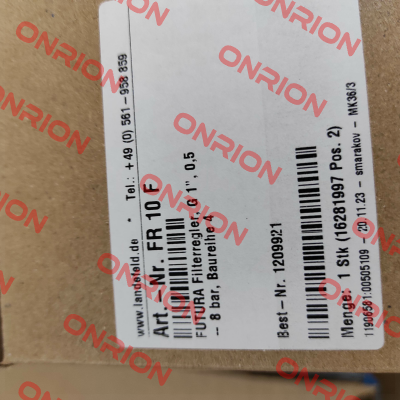 www.landefeld.de • Tel.: +49 (0) 561-958 859
Art.-Nr. FR 10 F
FUTURA Filterregler, G 1", 0,5
- 8 bar, Baureihe 4
Best-Nr. 1209921
Menge: 1 Stk (16281997 Pos. 2)
119065S1:00505109 - 20.11.23 - smarakov - MK36/3
ONRION
ONRION
ONRION
ONRION
ONRION
ONRION
ONRION
ONRION
ONRION